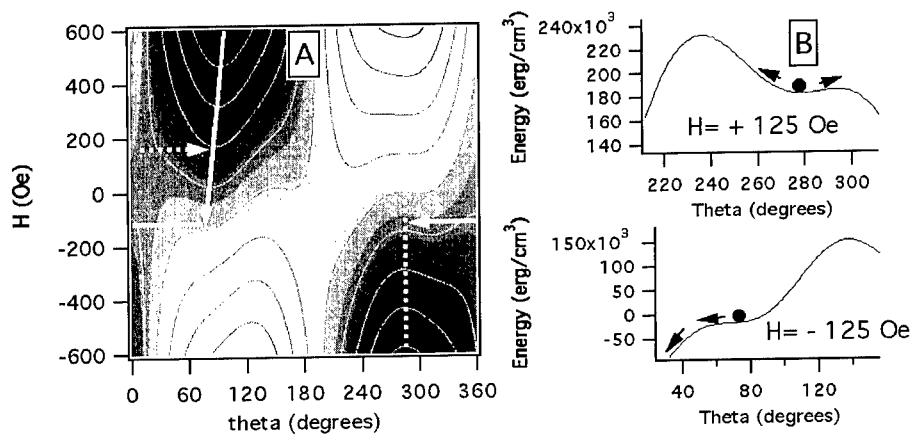 A
H (Oe)
600
400
200
0
-200
-400
-600
0 60 120 180 240 300 360
theta (degrees)
B
Energy (erg/cm³)
240x10³
220
200
180
160
140
H= + 125 Oe
220 240 260 280 300
Theta (degrees)
Energy (erg/cm³)
150x10³
100
50
0
-50
H= - 125 Oe
40 80 120
Theta (degrees)